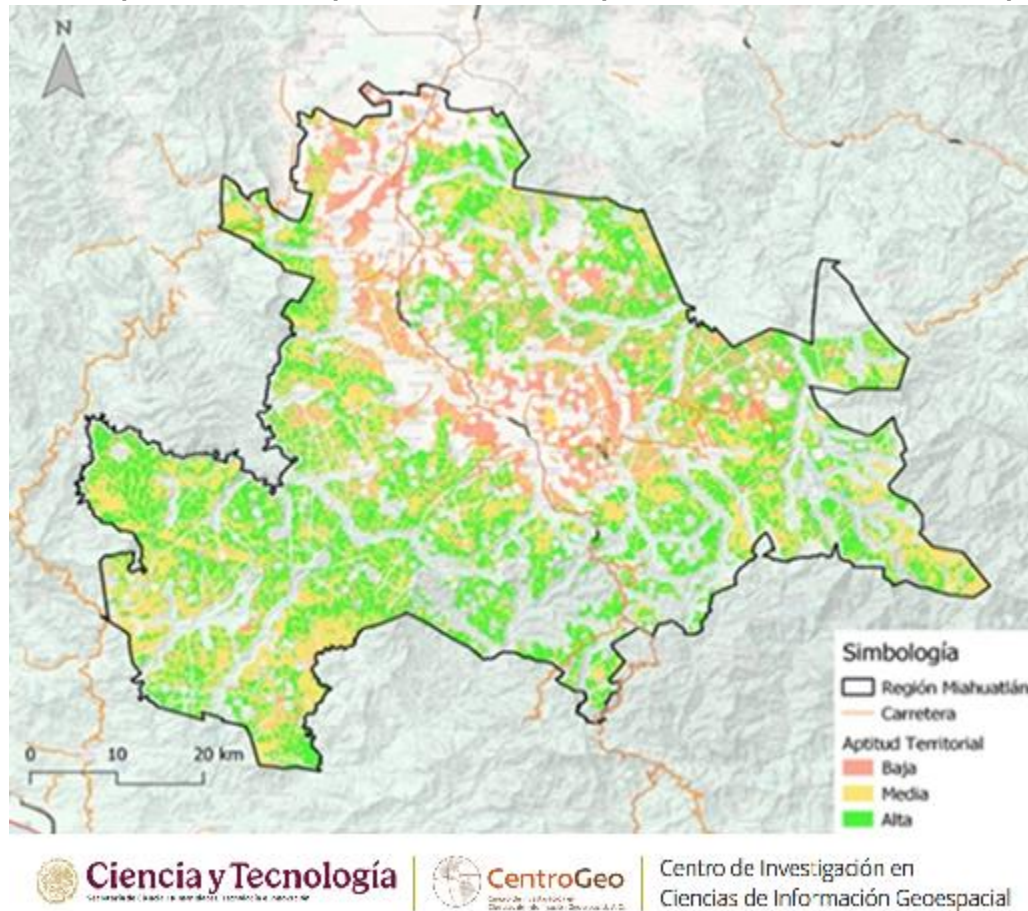 N
0 10 20 km
Simbología
Región Miahuatlán
Carretera
Aptitud Territorial
Baja
Media
Alta
Ciencia y Tecnología
CentroGeo
Centro de Investigación en
Ciencias de Información Geoespacial